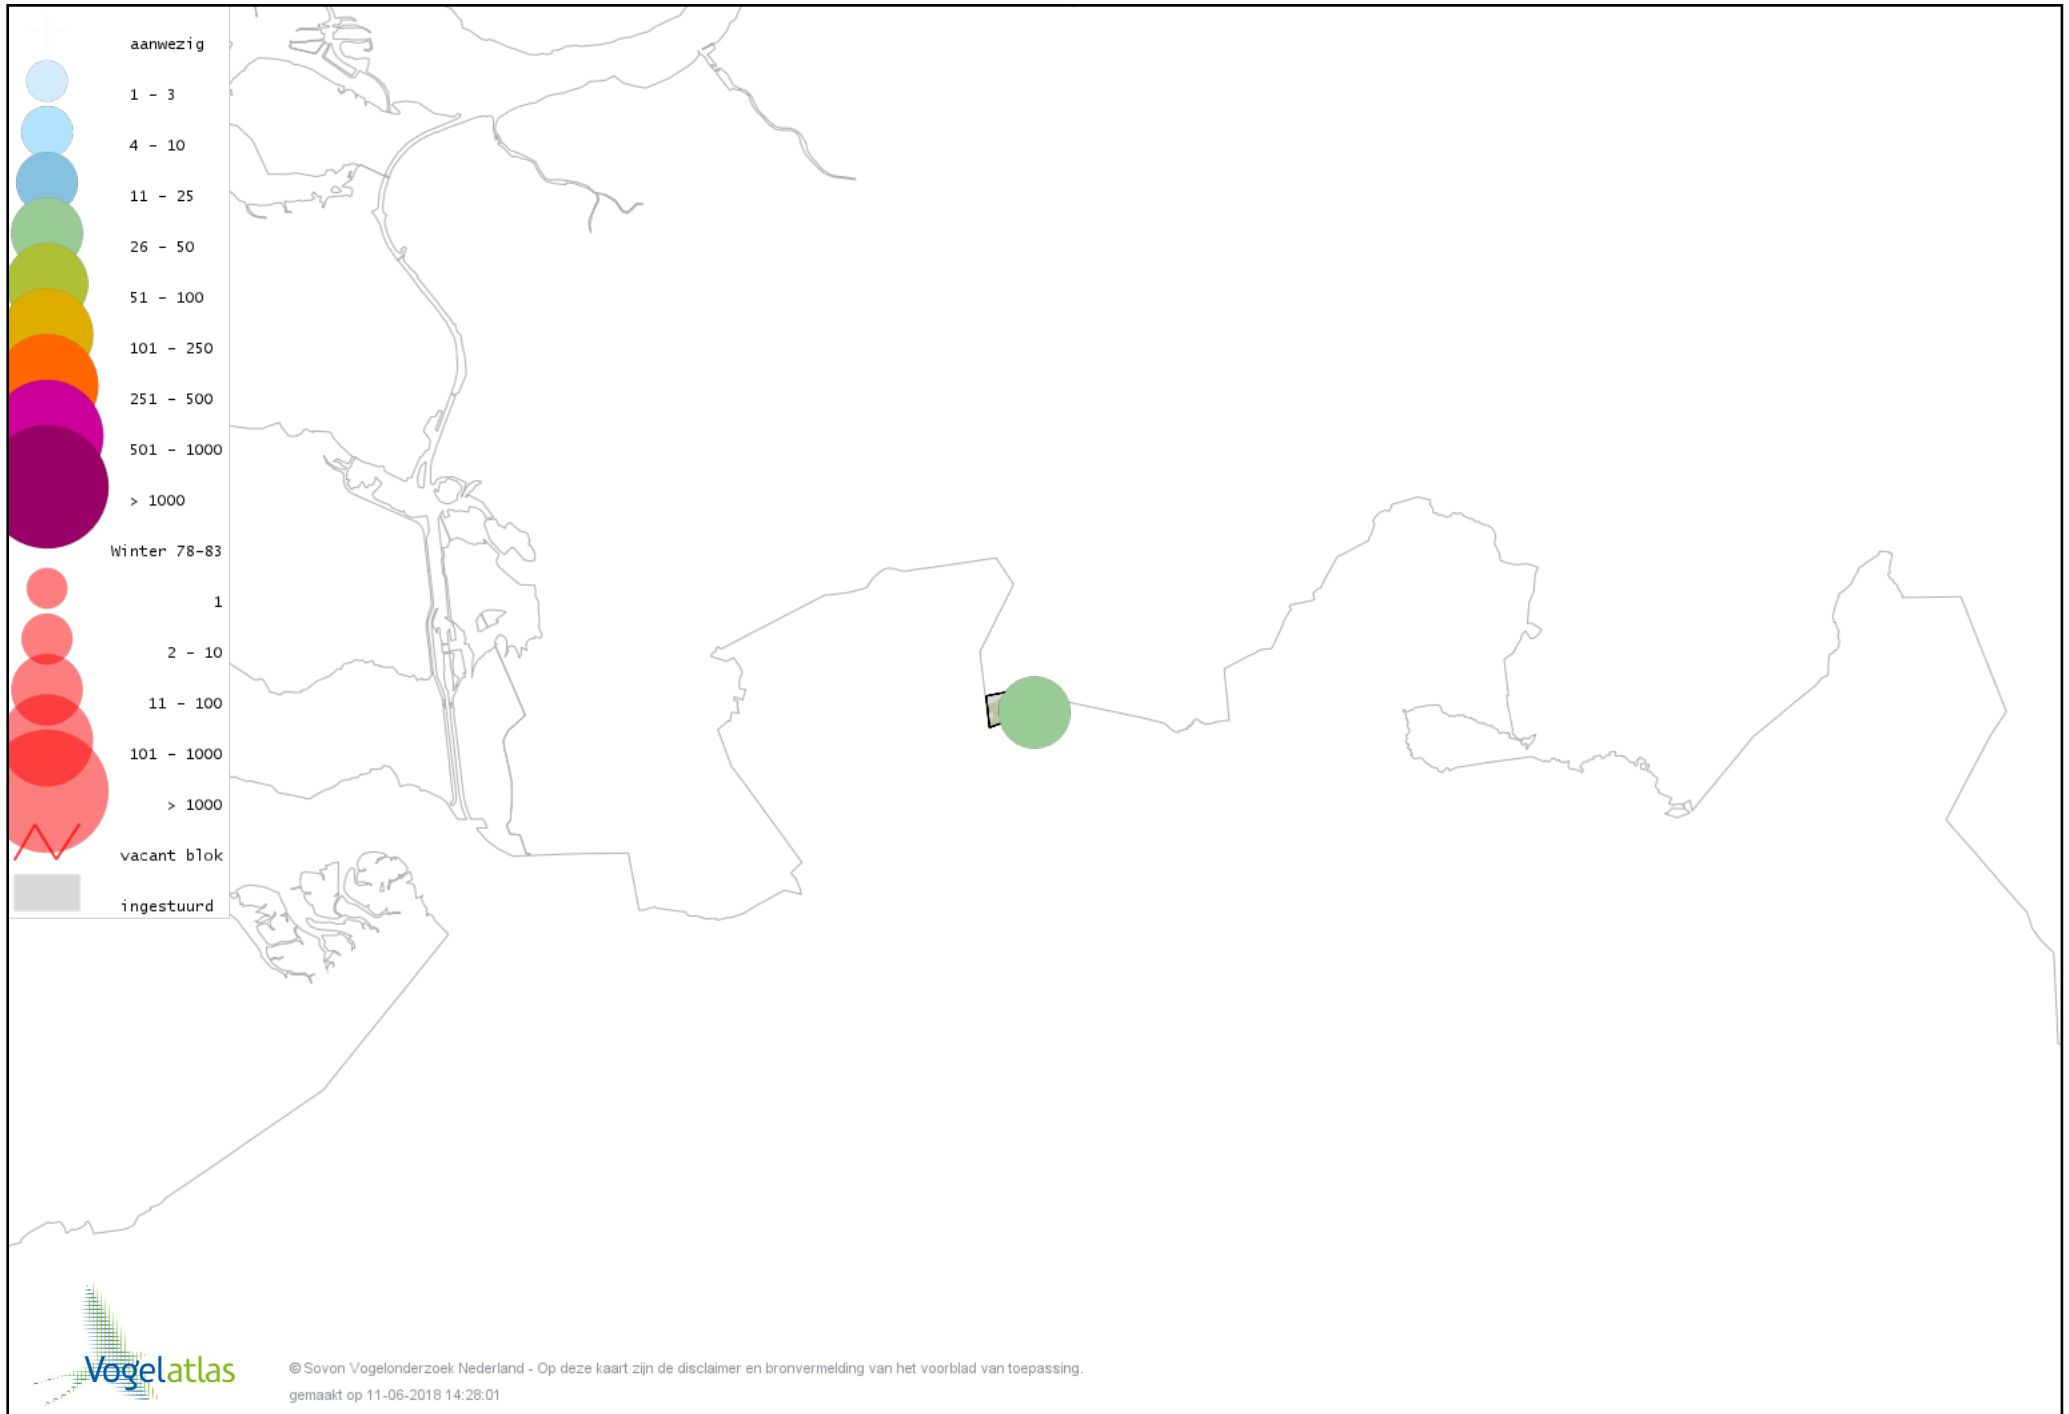 aanwezig
1 - 3
4 - 10
11 - 25
26 - 50
51 - 100
101 - 250
251 - 500
501 - 1000
> 1000
Winter 78-83
1
2 - 10
11 - 100
101 - 1000
> 1000
vacant blok
ingestuurd
Vogelatlas
© Sovon Vogelonderzoek Nederland - Op deze kaart zijn de disclaimer en bronvermelding van het voorblad van toepassing.
gemaakt op 11-06-2018 14:28:01